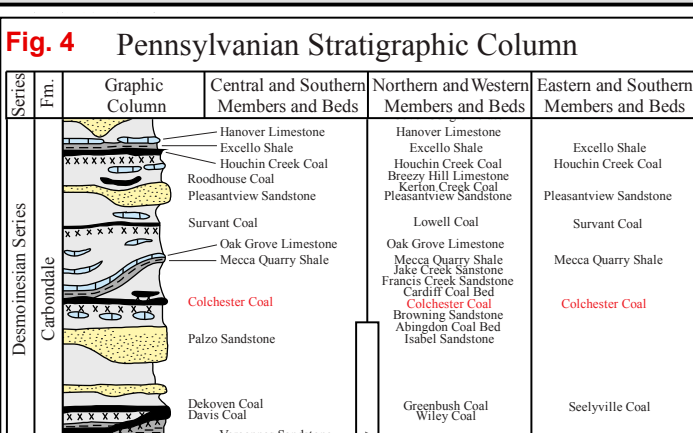 Fig. 4 Pennsylvanian Stratigraphic Column
Series
Fm.
Graphic
Column
Central and Southern
Members and Beds
Northern and Western
Members and Beds
Eastern and Southern
Members and Beds
Desmoinesian Series
Carbondale
Hanover Limestone
Excello Shale
Houchin Creek Coal
Roodhouse Coal
Pleasantview Sandstone
Survant Coal
Oak Grove Limestone
Mecca Quarry Shale
Colchester Coal
Palzo Sandstone
Dekoven Coal
Davis Coal
Hanover Limestone
Excello Shale
Houchin Creek Coal
Breezy Hill Limestone
Kerton Creek Coal
Pleasantview Sandstone
Lowell Coal
Oak Grove Limestone
Mecca Quarry Shale
Jake Creek Sanstone
Francis Creek Sandstone
Cardiff Coal Bed
Colchester Coal
Browning Sandstone
Abingdon Coal Bed
Isabel Sandstone
Greenbush Coal
Wiley Coal
Excello Shale
Houchin Creek Coal
Pleasantview Sandstone
Survant Coal
Mecca Quarry Shale
Colchester Coal
Seelyville Coal